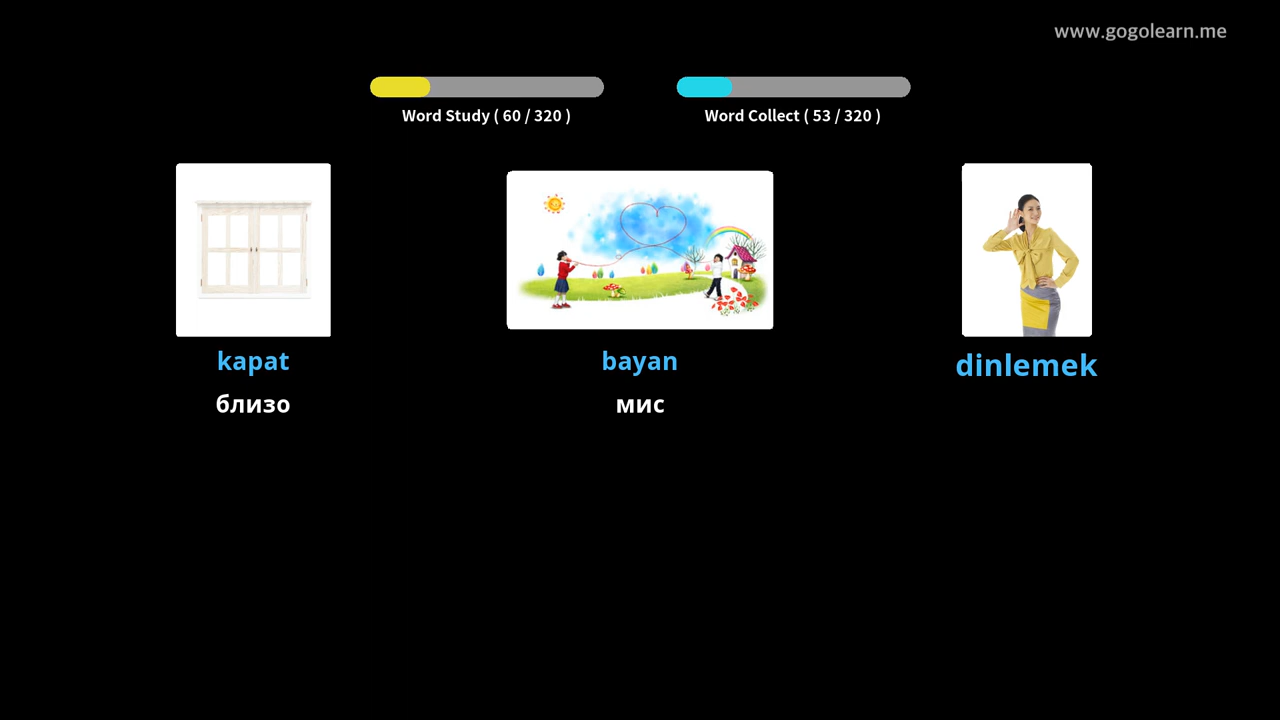 www.gogolearn.me
Word Study ( 60 / 320 )
Word Collect ( 53 / 320 )
kapat
bayan
dinlemek
близо
мис